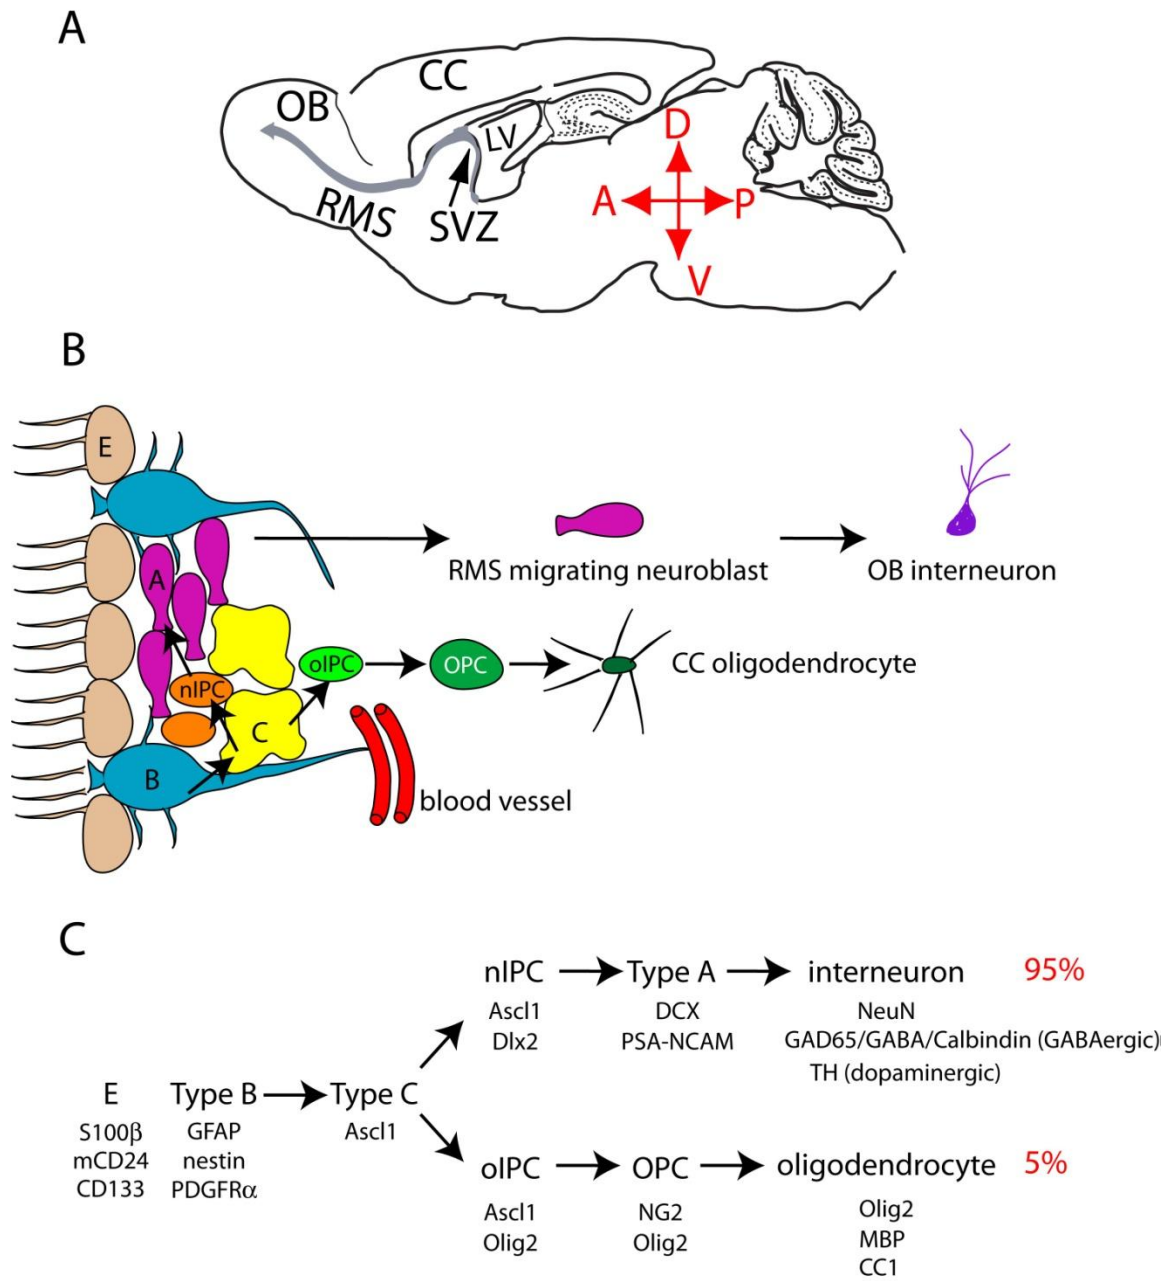 A
CC
OB
LV
D
RMS
SVZ
A
P
V
B
E
A
RMS migrating neuroblast
OB interneuron
nIPC
oIPC
OPC
CC oligodendrocyte
C
B
blood vessel
C
nIPC Type A interneuron 95%
Ascl1 DCX NeuN
Dlx2 PSA-NCAM GAD65/GABA/Calbindin (GABAergic)
TH (dopaminergic)
E Type B Type C
S100β GFAP Ascl1
mCD24 nestin
CD133 PDGFRα
oIPC OPC oligodendrocyte 5%
Ascl1 NG2 Olig2
Olig2 Olig2 MBP
CC1